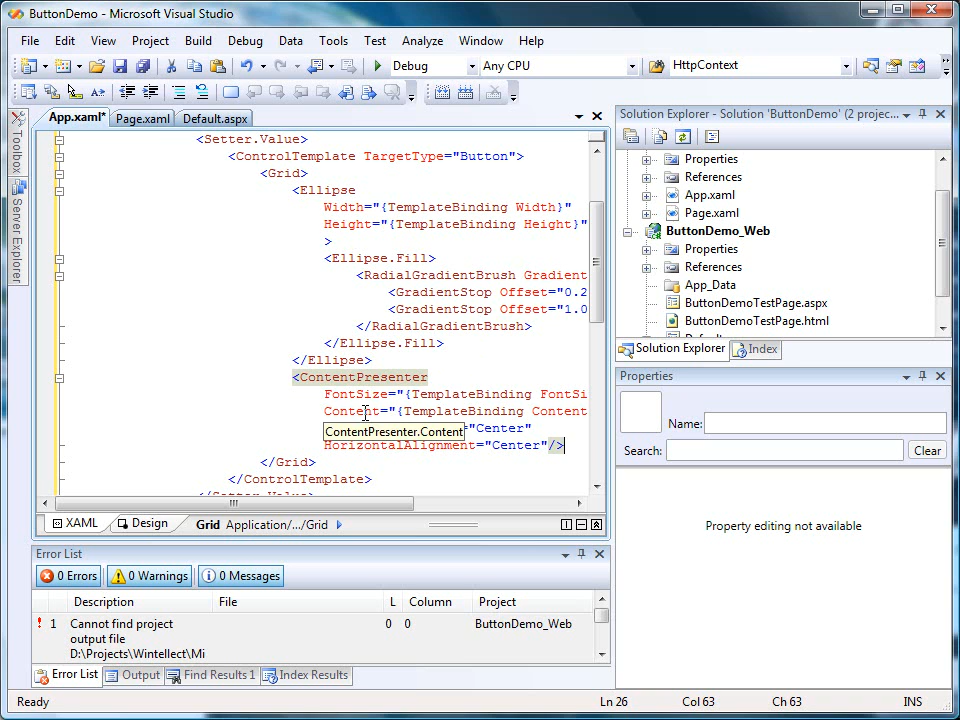 ButtonDemo - Microsoft Visual Studio
File Edit View Project Build Debug Data Tools Test Analyze Window Help
Debug Any CPU HttpContext
App.xaml* Page.xaml Default.aspx
Toolbox
Server Explorer
<Setter.Value>
<ControlTemplate TargetType="Button">
<Grid>
<Ellipse
Width="{TemplateBinding Width}"
Height="{TemplateBinding Height}"
>
<Ellipse.Fill>
<RadialGradientBrush Gradient
<GradientStop Offset="0.2
<GradientStop Offset="1.0
</RadialGradientBrush>
</Ellipse.Fill>
</Ellipse>
<ContentPresenter
FontSize="{TemplateBinding FontSi
Content="{TemplateBinding Content
="Center"
ContentPresenter.Content
HorizontalAlignment="Center"/>
</Grid>
</ControlTemplate>
</Setter.Value>
XAML Design Grid Application/.../Grid
Solution Explorer - Solution 'ButtonDemo' (2 projec...
Properties
References
App.xaml
Page.xaml
ButtonDemo_Web
Properties
References
App_Data
ButtonDemoTestPage.aspx
ButtonDemoTestPage.html
Solution Explorer Index
Properties
Name:
Search: Clear
Property editing not available
Error List
0 Errors 0 Warnings 0 Messages
Description File L Column Project
! 1 Cannot find project 0 0 ButtonDemo_Web
output file
D:\Projects\Wintellect\Mi
Error List Output Find Results 1 Index Results
Ready Ln 26 Col 63 Ch 63 INS